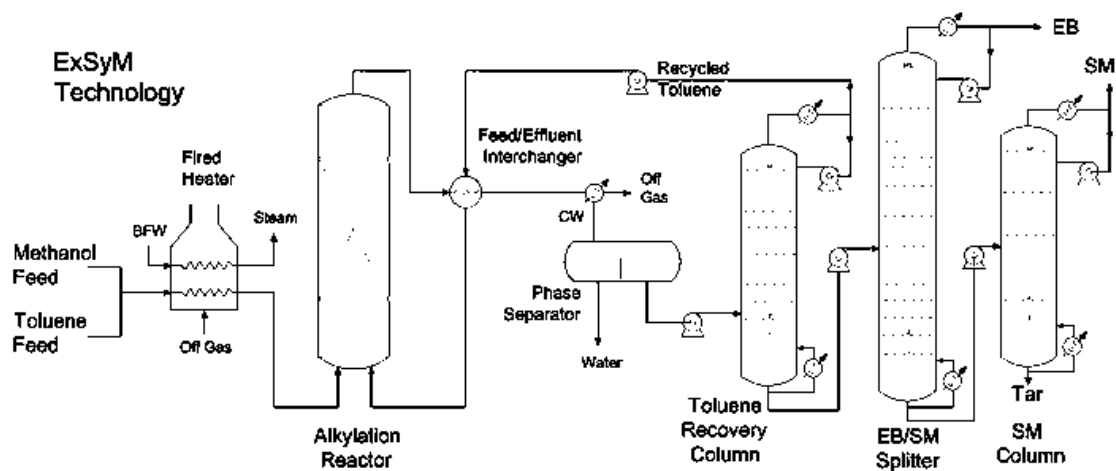 ExSyM
Technology
EB
SM
Recycled
Toluene
Feed/Effluent
Interchanger
Fired
Heater
Off
Gas
CW
BFW
Steam
Methanol
Feed
Toluene
Feed
Off Gas
Phase
Separator
Water
Alkylation
Reactor
Toluene
Recovery
Column
EB/SM
Splitter
Tar
SM
Column